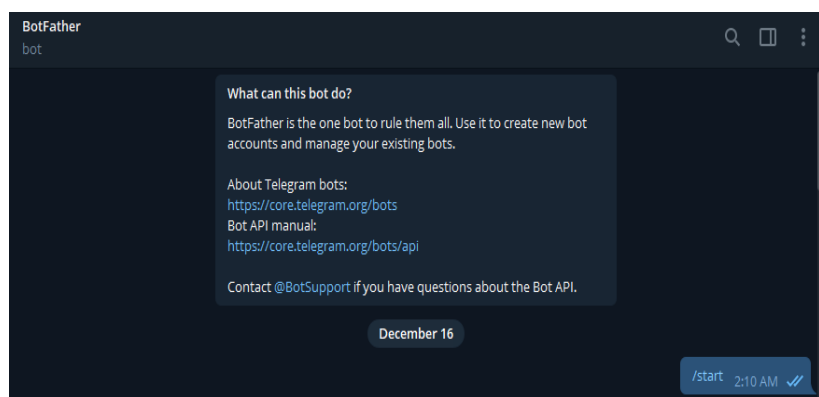 BotFather
bot
What can this bot do?
BotFather is the one bot to rule them all. Use it to create new bot
accounts and manage your existing bots.
About Telegram bots:
https://core.telegram.org/bots
Bot API manual:
https://core.telegram.org/bots/api
Contact @BotSupport if you have questions about the Bot API.
December 16
/start 2:10 AM